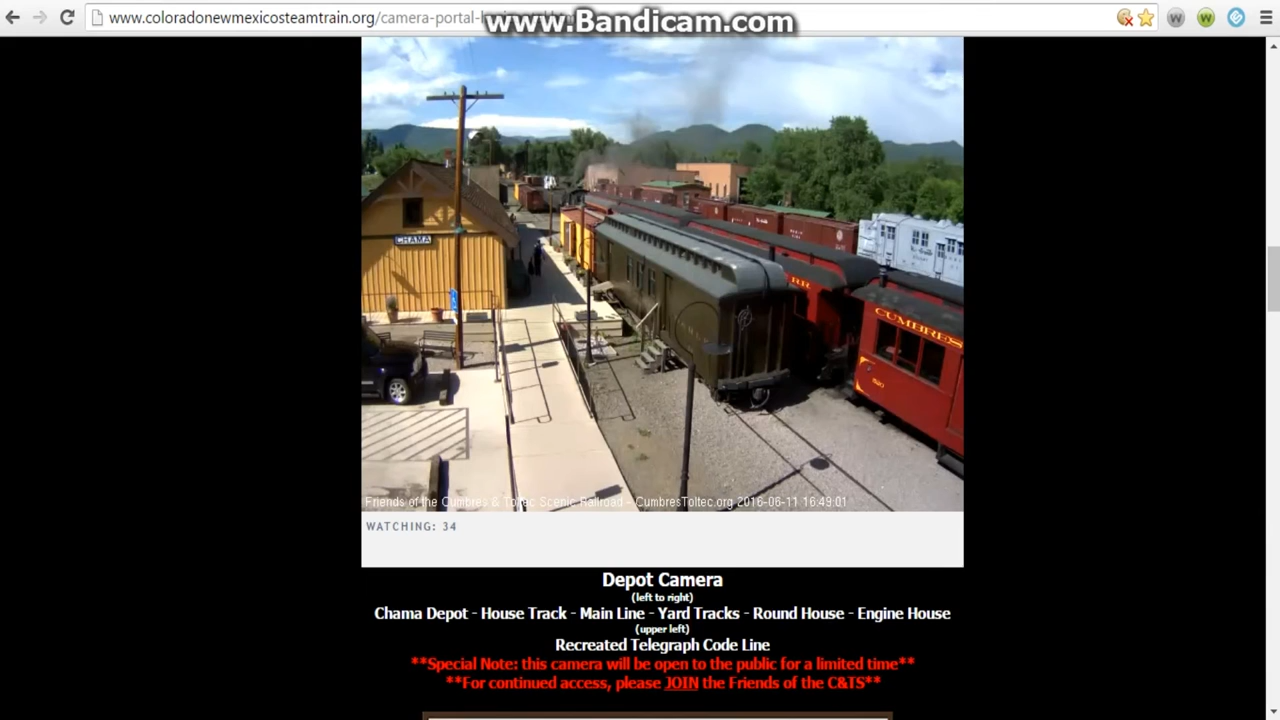 www.coloradonewmexicosteamtrain.org/camera-portal-
www.Bandicam.com
CHAMA
CUMBRES
520
Friends of the Cumbres & Toltec Scenic Railroad - CumbresToltec.org 2016-06-11 16:49:01
WATCHING: 34
Depot Camera
(left to right)
Chama Depot - House Track - Main Line - Yard Tracks - Round House - Engine House
(upper left)
Recreated Telegraph Code Line
**Special Note: this camera will be open to the public for a limited time**
**For continued access, please JOIN the Friends of the C&TS**